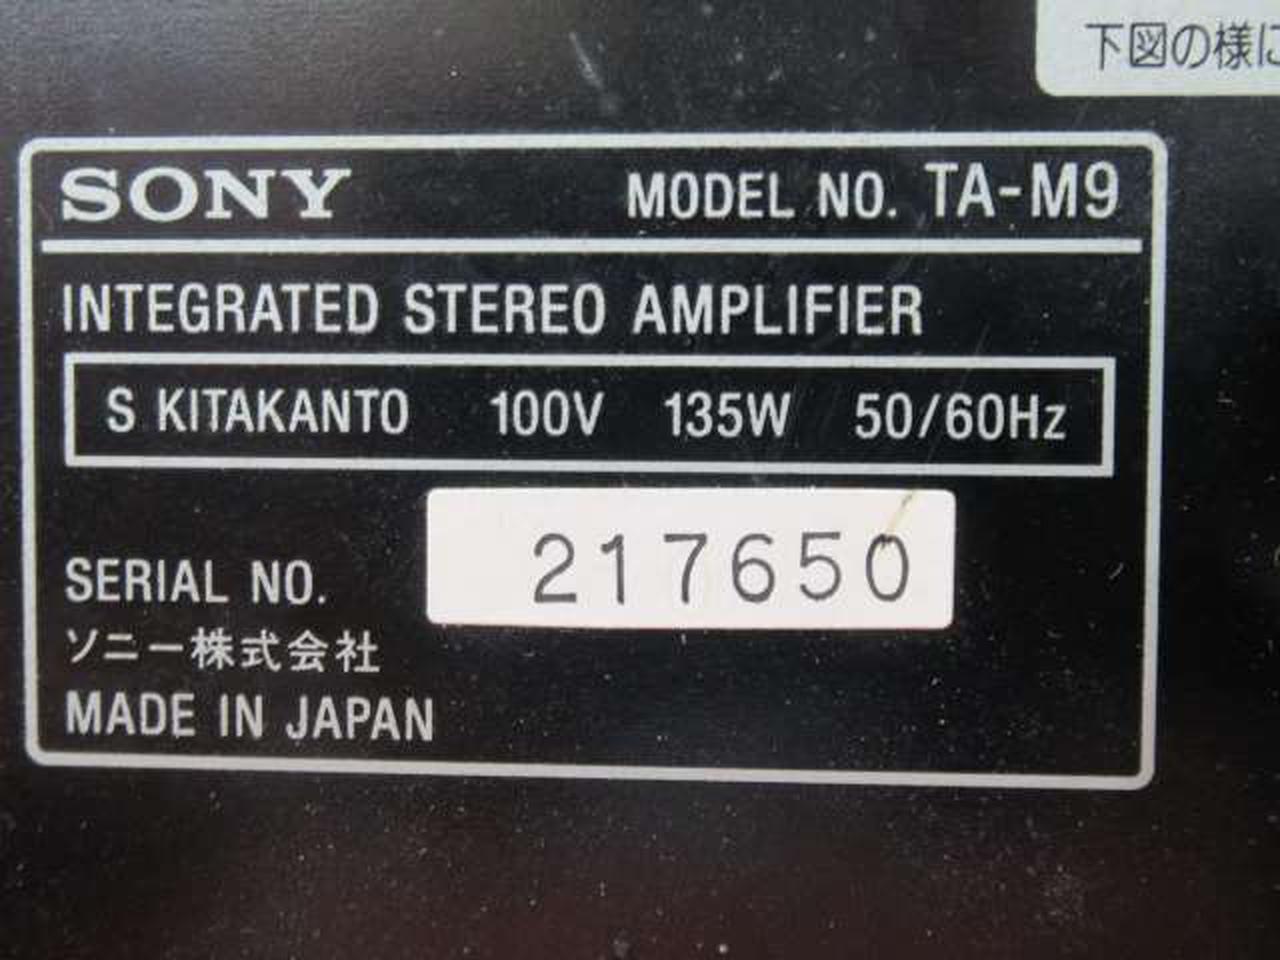 下図の様に
SONY MODEL NO. TA-M9
INTEGRATED STEREO AMPLIFIER
S KITAKANTO 100V 135W 50/60Hz
SERIAL NO. 217650
ソニー株式会社
MADE IN JAPAN